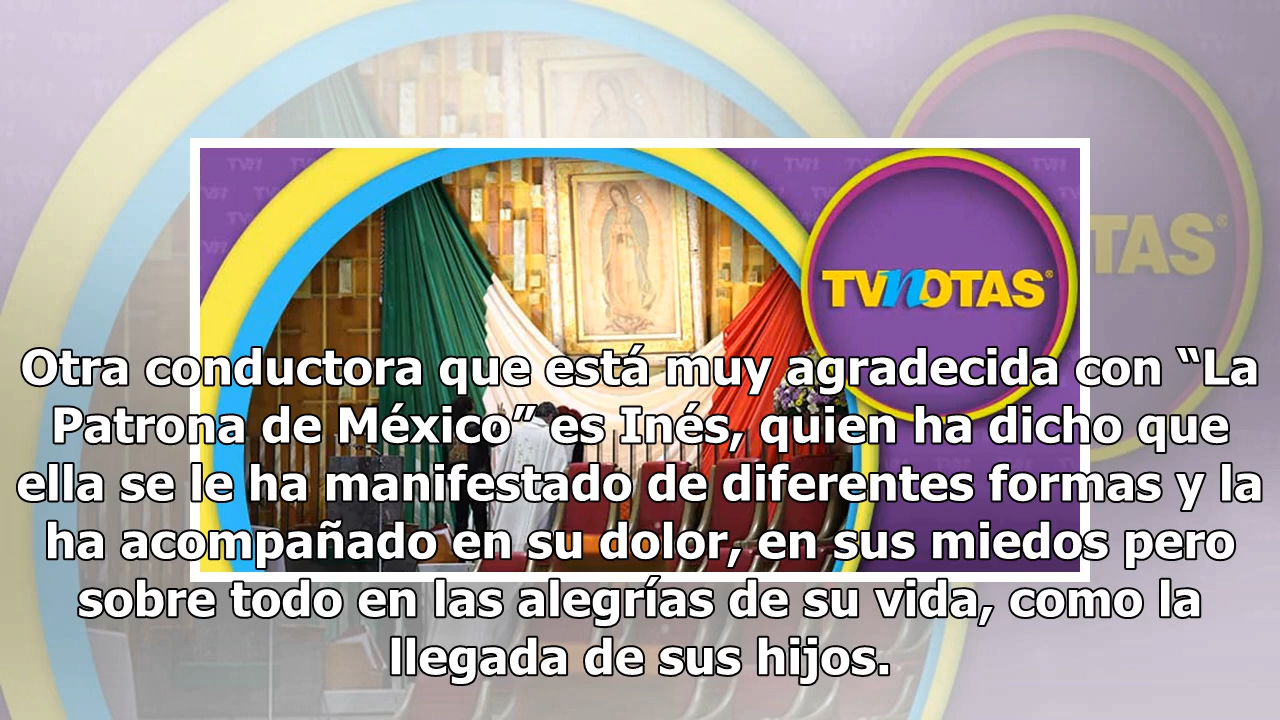 TVnOTAS®
TAS®
Otra conductora que está muy agradecida con “La
Patrona de México” es Inés, quien ha dicho que
ella se le ha manifestado de diferentes formas y la
ha acompañado en su dolor, en sus miedos pero
sobre todo en las alegrías de su vida, como la
llegada de sus hijos.